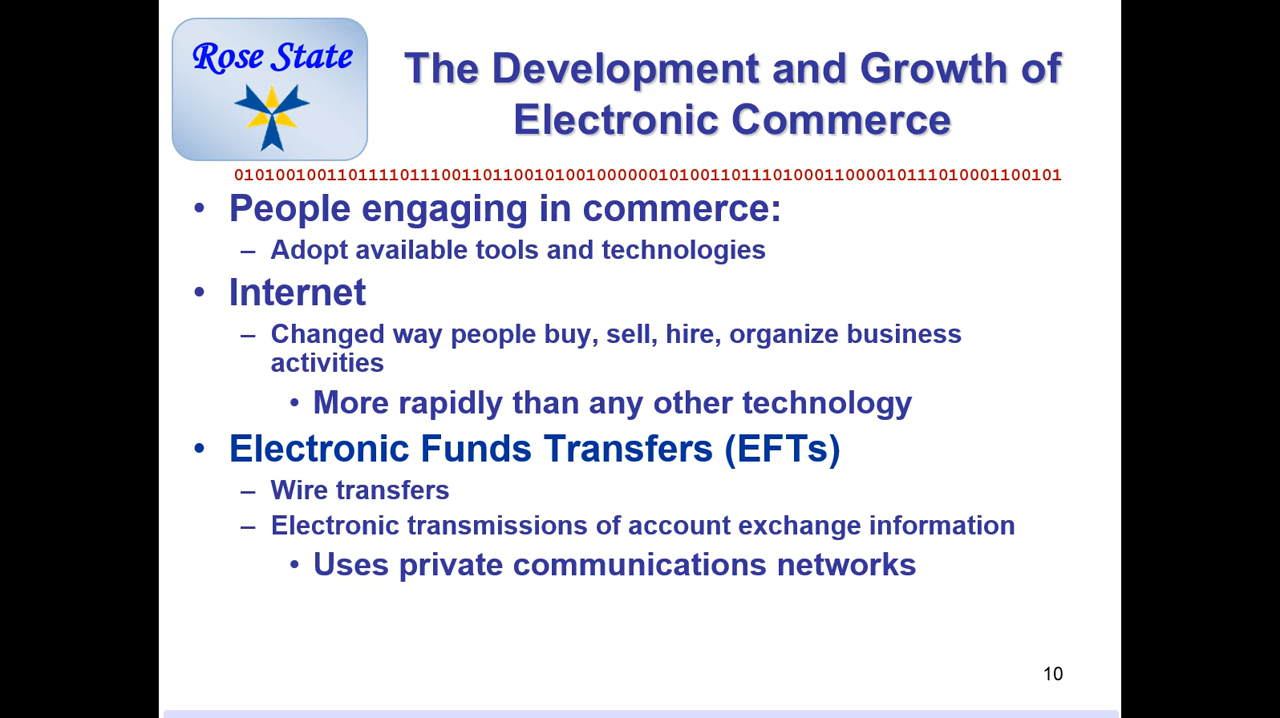 Rose State
The Development and Growth of
Electronic Commerce
01010010011011110111001101100101001000000101001101110100011000010111010001100101
• People engaging in commerce:
– Adopt available tools and technologies
• Internet
– Changed way people buy, sell, hire, organize business
activities
• More rapidly than any other technology
• Electronic Funds Transfers (EFTs)
– Wire transfers
– Electronic transmissions of account exchange information
• Uses private communications networks
10